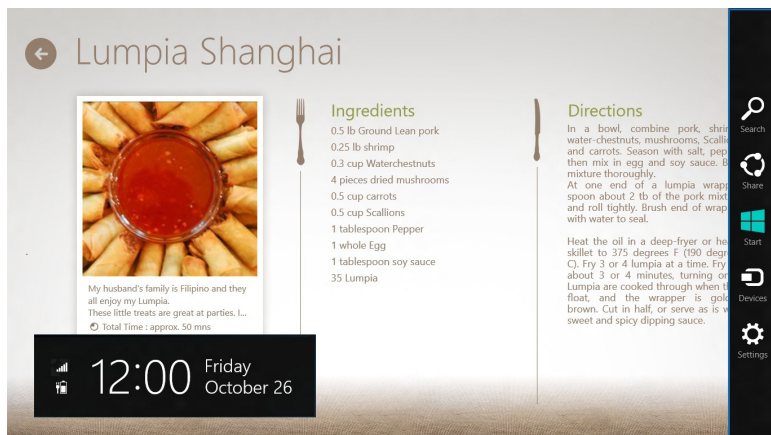 Lumpia Shanghai
My husband's family is Filipino and they
all enjoy my Lumpia.
These little treats are great at parties. I...
Total Time : approx. 50 mns
Ingredients
0.5 lb Ground Lean pork
0.25 lb shrimp
0.3 cup Waterchestnuts
4 pieces dried mushrooms
0.5 cup carrots
0.5 cup Scallions
1 tablespoon Pepper
1 whole Egg
1 tablespoon soy sauce
35 Lumpia
Directions
In a bowl, combine pork,
water-chestnuts, mushrooms,
and carrots. Season with salt,
then mix in egg and soy sauce.
mixture thoroughly.
At one end of a lumpia
spoon about 2 tb of the pork
and roll tightly. Brush end of
with water to seal.
Heat the oil in a deep-fryer or
skillet to 375 degrees F (190
C). Fry 3 or 4 lumpia at a time. Fry
about 3 or 4 minutes, turning
Lumpia are cooked through when
float, and the wrapper is
brown. Cut in half, or serve as is
sweet and spicy dipping sauce.
12:00
Friday
October 26
Search
Share
Start
Devices
Settings